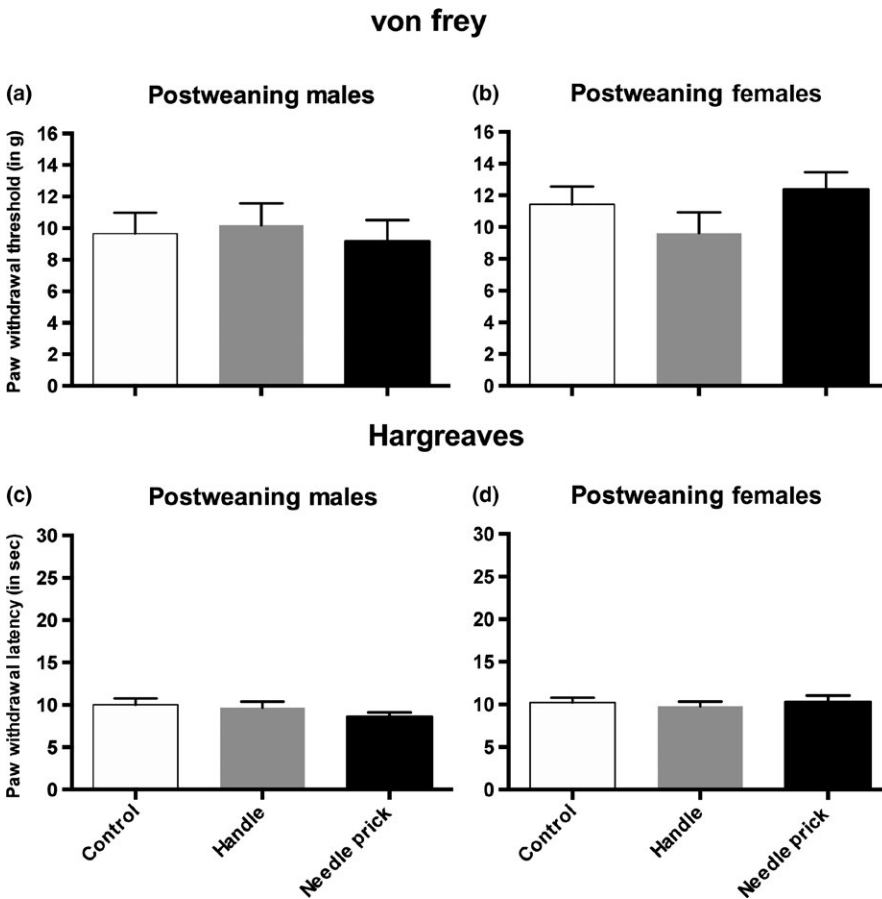 von frey
(a) Postweaning males
Paw withdrawal threshold (in g)
16
14
12
10
8
6
4
2
0
(b) Postweaning females
16
14
12
10
8
6
4
2
0
Hargreaves
(c) Postweaning males
Paw withdrawal latency (in sec)
30
25
20
15
10
5
0
Control
Handle
Needle prick
(d) Postweaning females
30
25
20
15
10
5
0
Control
Handle
Needle prick